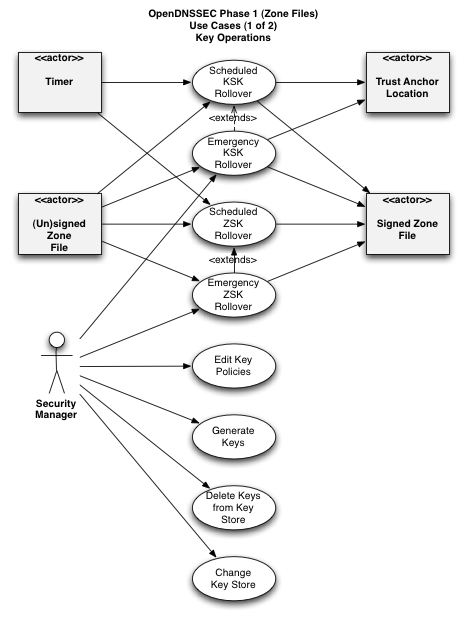 OpenDNSSEC Phase 1 (Zone Files)
Use Cases (1 of 2)
Key Operations
<<actor>>
Timer
Scheduled
KSK
Rollover
<<actor>>
Trust Anchor
Location
<extends>
Emergency
KSK
Rollover
<<actor>>
(Un)signed
Zone
File
Scheduled
ZSK
Rollover
<<actor>>
Signed Zone
File
<extends>
Emergency
ZSK
Rollover
Security
Manager
Edit Key
Policies
Generate
Keys
Delete Keys
from Key
Store
Change
Key Store